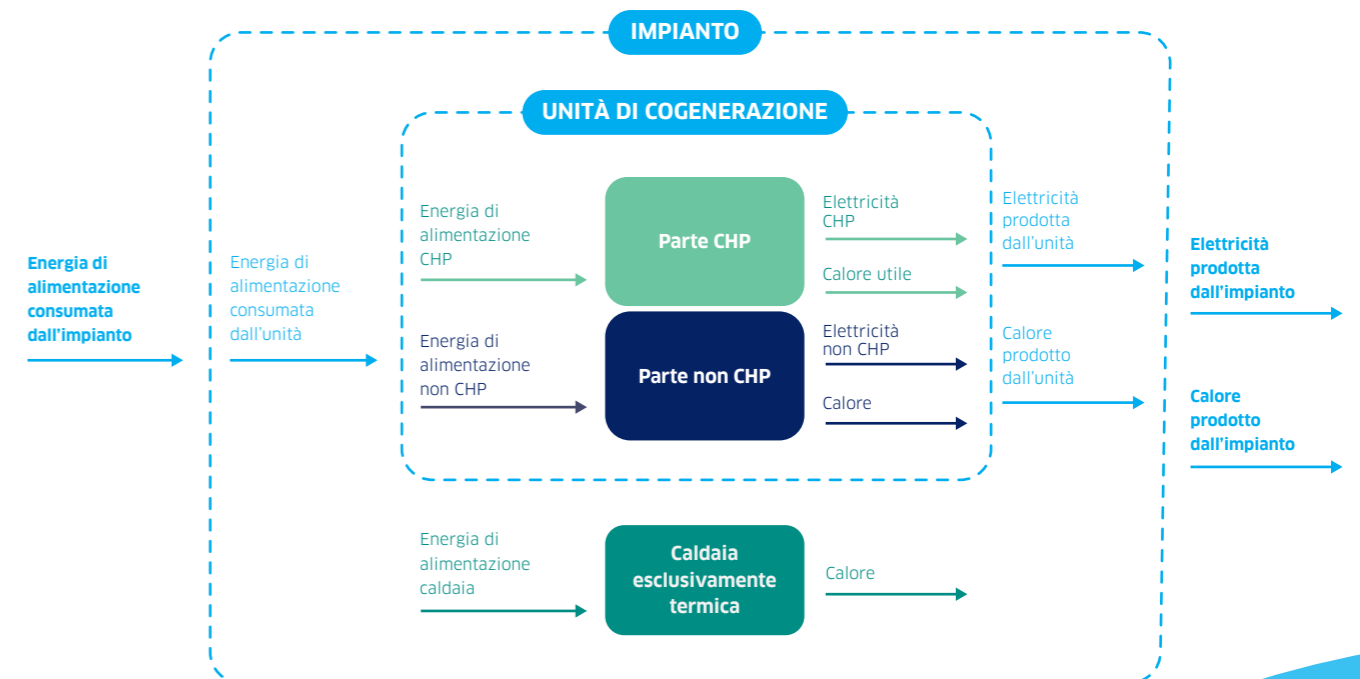 IMPIANTO
UNITÀ DI COGENERAZIONE
Energia di
alimentazione
consumata
dall'impianto
Energia di
alimentazione
consumata
dall'unità
Energia di
alimentazione
CHP
Parte CHP
Elettricità
CHP
Calore utile
Energia di
alimentazione
non CHP
Parte non CHP
Elettricità
non CHP
Calore
Elettricità
prodotta
dall'unità
Calore
prodotto
dall'unità
Elettricità
prodotta
dall'impianto
Calore
prodotto
dall'impianto
Energia di
alimentazione
caldaia
Caldaia
esclusivamente
termica
Calore